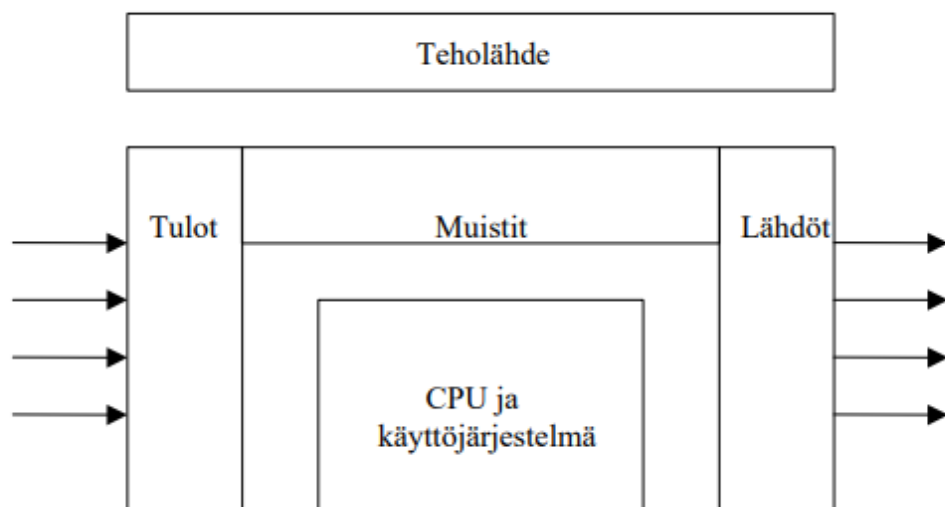 Teholähde
Tulot
Muistit
Lähdöt
CPU ja
käyttöjärjestelmä